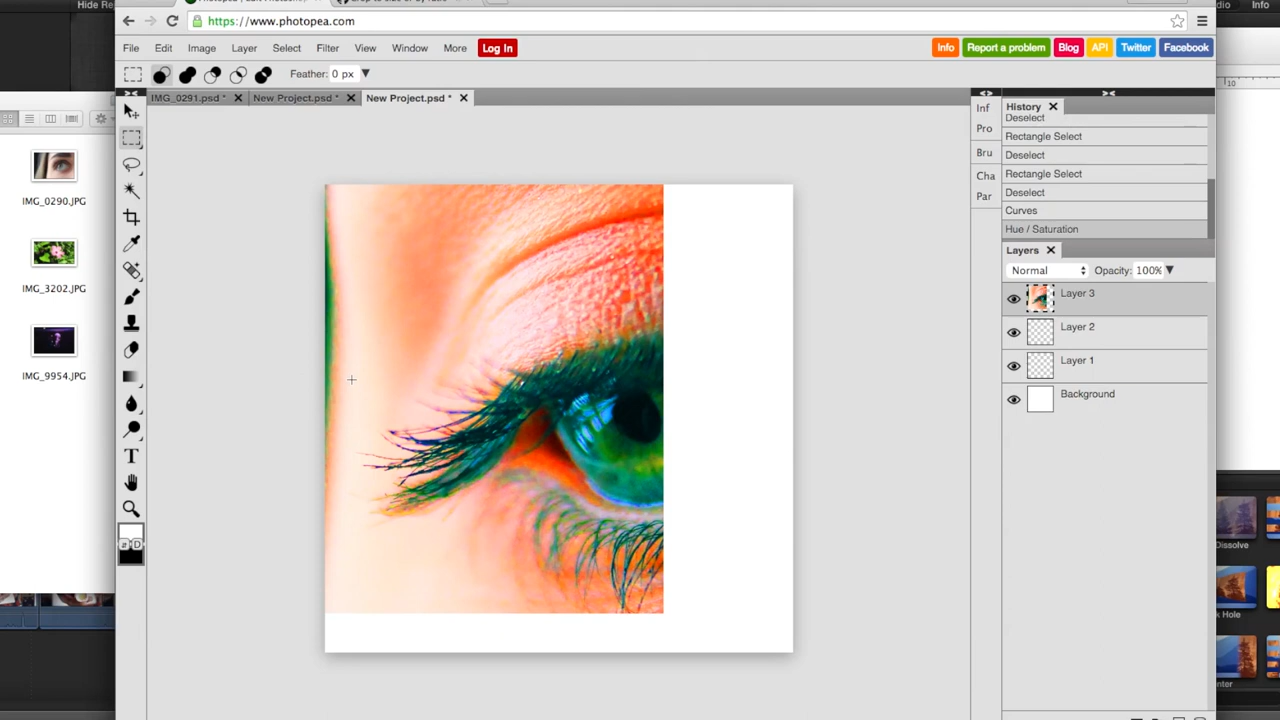 Hide Re
dio
Info
https://www.photopea.com
File Edit Image Layer Select Filter View Window More Log In
Info Report a problem Blog API Twitter Facebook
Feather: 0 px
IMG_0291.psd * New Project.psd * New Project.psd *
IMG_0290.JPG
IMG_3202.JPG
IMG_9954.JPG
T
D
Inf
Pro
Bru
Cha
Par
History
Deselect
Rectangle Select
Deselect
Rectangle Select
Deselect
Curves
Hue / Saturation
Layers
Normal Opacity: 100%
Layer 3
Layer 2
Layer 1
Background
10
Dissolve
k Hole
nter